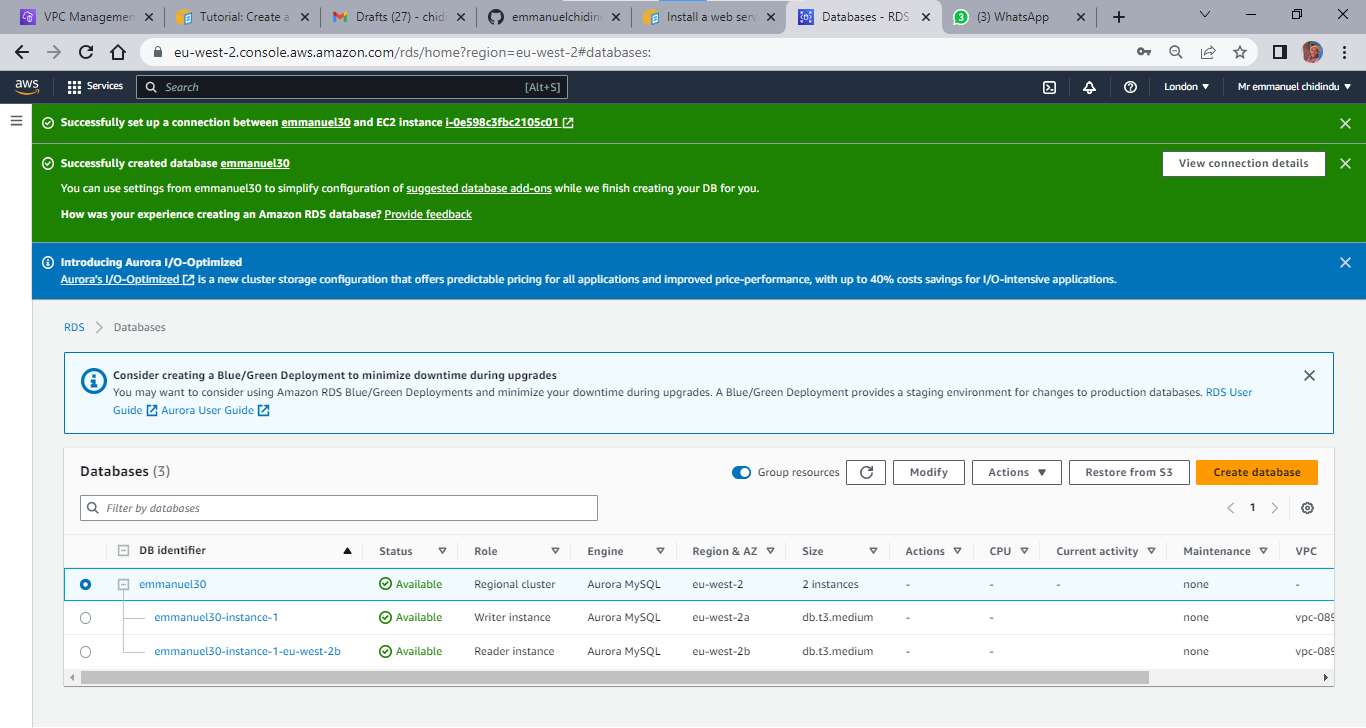 VPC Managemen
Tutorial: Create a
Drafts (27) - chid
emmanuelchidin
Install a web serv
Databases - RDS
(3) WhatsApp
eu-west-2.console.aws.amazon.com/rds/home?region=eu-west-2#databases:
aws Services Search [Alt+S] London ▼ Mr emmanuel chidindu ▼
Successfully set up a connection between emmanuel30 and EC2 instance i-0e598c3fbc2105c01
Successfully created database emmanuel30
View connection details
You can use settings from emmanuel30 to simplify configuration of suggested database add-ons while we finish creating your DB for you.
How was your experience creating an Amazon RDS database? Provide feedback
Introducing Aurora I/O-Optimized
Aurora's I/O-Optimized is a new cluster storage configuration that offers predictable pricing for all applications and improved price-performance, with up to 40% costs savings for I/O-intensive applications.
RDS > Databases
Consider creating a Blue/Green Deployment to minimize downtime during upgrades
You may want to consider using Amazon RDS Blue/Green Deployments and minimize your downtime during upgrades. A Blue/Green Deployment provides a staging environment for changes to production databases. RDS User
Guide Aurora User Guide
Databases (3) Group resources Modify Actions ▼ Restore from S3 Create database
Filter by databases
< 1 >
DB identifier Status Role Engine Region & AZ Size Actions CPU Current activity Maintenance VPC
emmanuel30 Available Regional cluster Aurora MySQL eu-west-2 2 instances - - - none -
emmanuel30-instance-1 Available Writer instance Aurora MySQL eu-west-2a db.t3.medium - - none vpc-089
emmanuel30-instance-1-eu-west-2b Available Reader instance Aurora MySQL eu-west-2b db.t3.medium - - none vpc-089